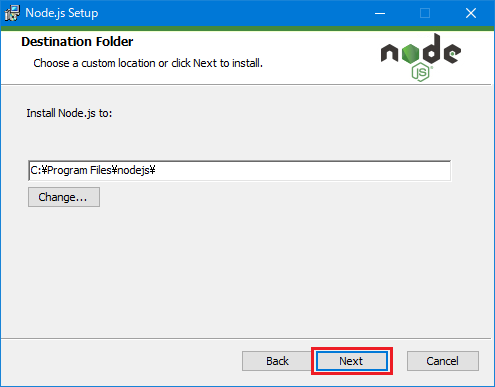 Node.js Setup
Destination Folder
Choose a custom location or click Next to install.
node
JS
Install Node.js to:
C:¥Program Files¥nodejs¥
Change...
Back Next Cancel